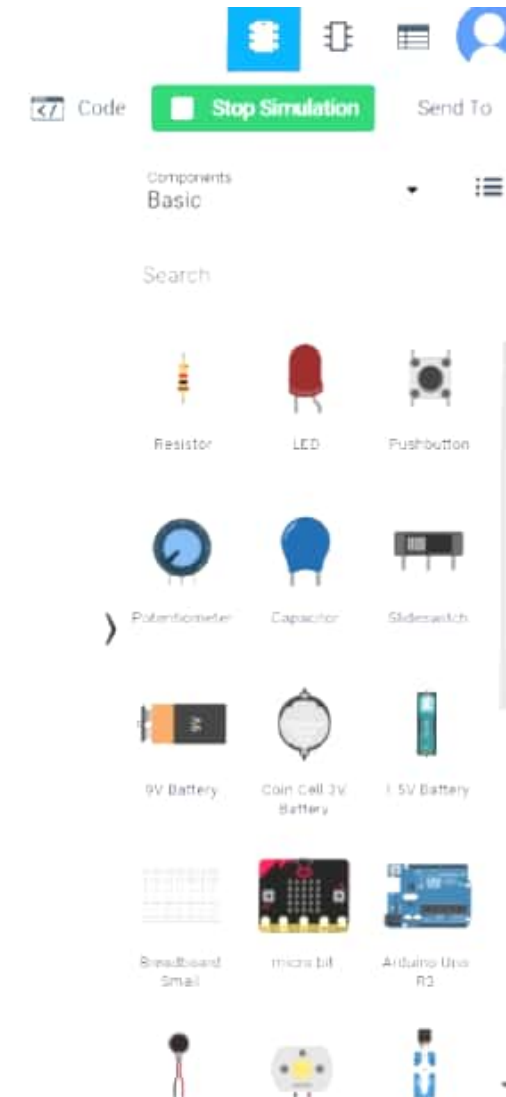 Code
Stop Simulation
Send To
Components
Basic
Search
Resistor
LED
Pushbutton
Potentiometer
Capacitor
Slideswitch
9V Battery
Coin Cell 3V
Battery
1.5V Battery
Breadboard
Small
micro:bit
Arduino Uno
R3